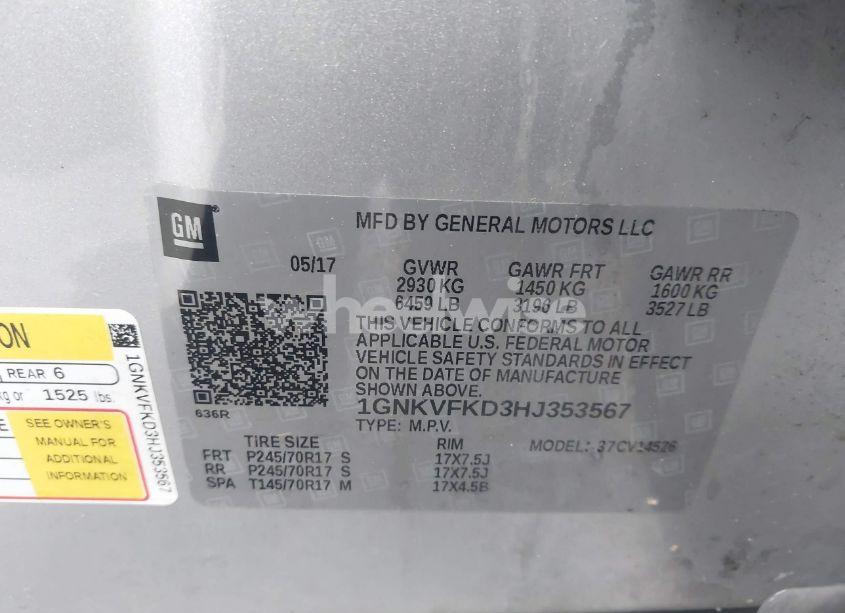 GM
MFD BY GENERAL MOTORS LLC
05/17
GVWR
2930 KG
6459 LB
GAWR FRT
1450 KG
3196 LB
GAWR RR
1600 KG
3527 LB
THIS VEHICLE CONFORMS TO ALL
APPLICABLE U.S. FEDERAL MOTOR
VEHICLE SAFETY STANDARDS IN EFFECT
ON THE DATE OF MANUFACTURE
SHOWN ABOVE.
1GNKVFKD3HJ353567
TYPE: M.P.V.
MODEL: 37CV14526
636R
TIRE SIZE
RIM
FRT P245/70R17 S 17X7.5J
RR P245/70R17 S 17X7.5J
SPA T145/70R17 M 17X4.5B
ON
REAR 6
kg or 1525 lbs.
SEE OWNER'S
MANUAL FOR
ADDITIONAL
INFORMATION
1GNKVFKD3HJ353567